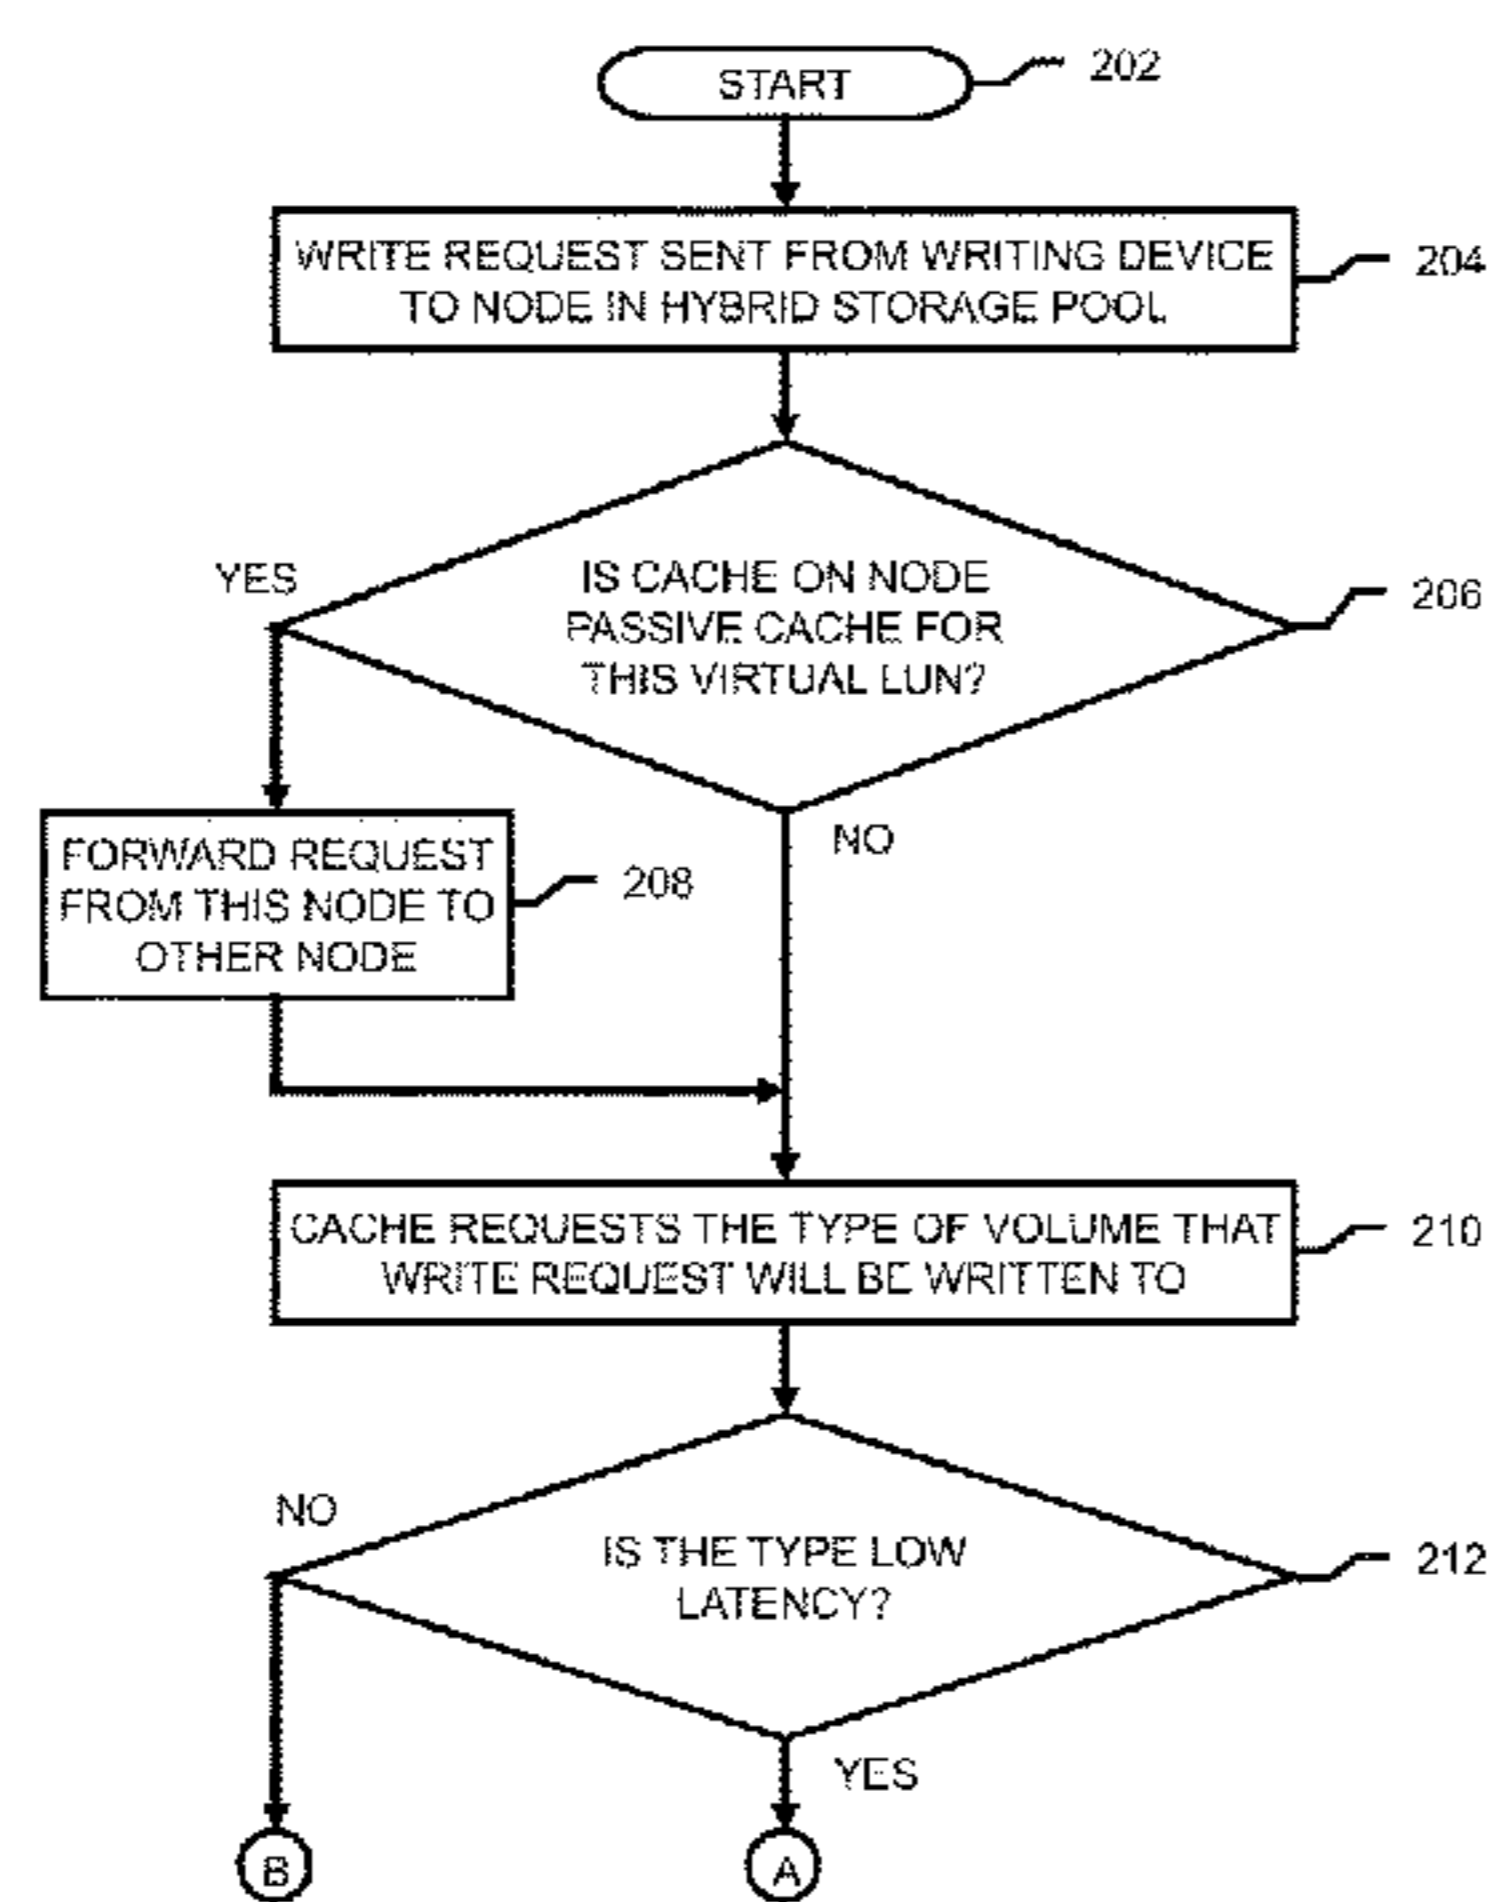 START
202
WRITE REQUEST SENT FROM WRITING DEVICE
TO NODE IN HYBRID STORAGE POOL
204
YES
IS CACHE ON NODE
PASSIVE CACHE FOR
THIS VIRTUAL LUN?
206
NO
FORWARD REQUEST
FROM THIS NODE TO
OTHER NODE
208
CACHE REQUESTS THE TYPE OF VOLUME THAT
WRITE REQUEST WILL BE WRITTEN TO
210
NO
IS THE TYPE LOW
LATENCY?
212
YES
B
A